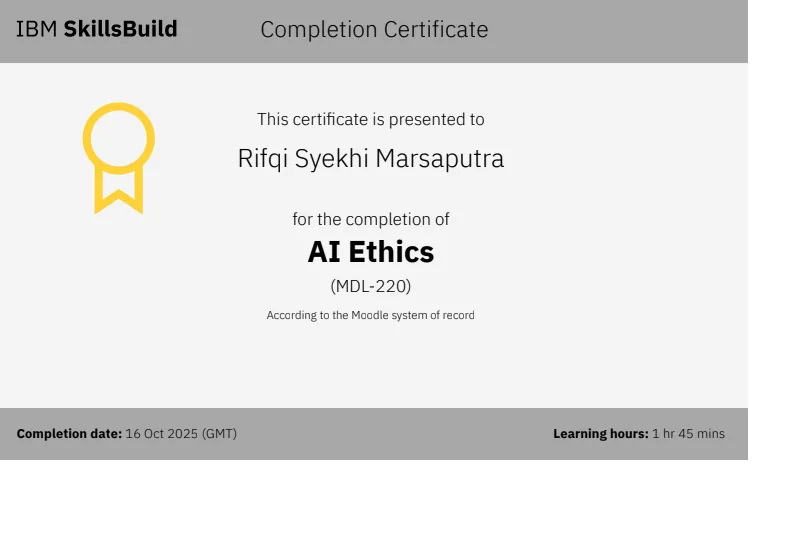 IBM SkillsBuild
Completion Certificate
This certificate is presented to
Rifqi Syekhi Marsaputra
for the completion of
AI Ethics
(MDL-220)
According to the Moodle system of record
Completion date: 16 Oct 2025 (GMT)
Learning hours: 1 hr 45 mins